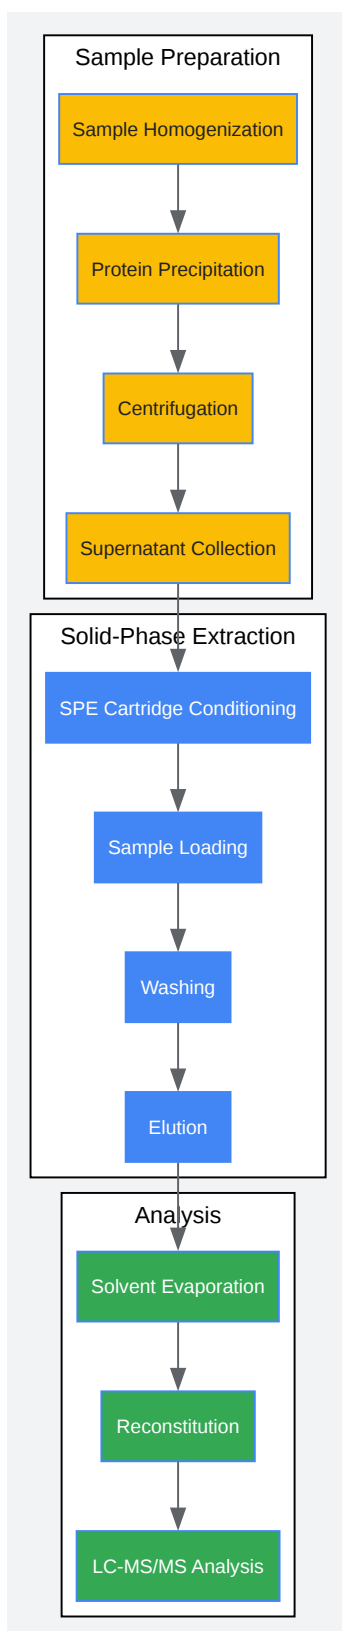 Sample Preparation
Sample Homogenization
Protein Precipitation
Centrifugation
Supernatant Collection
Solid-Phase Extraction
SPE Cartridge Conditioning
Sample Loading
Washing
Elution
Analysis
Solvent Evaporation
Reconstitution
LC-MS/MS Analysis